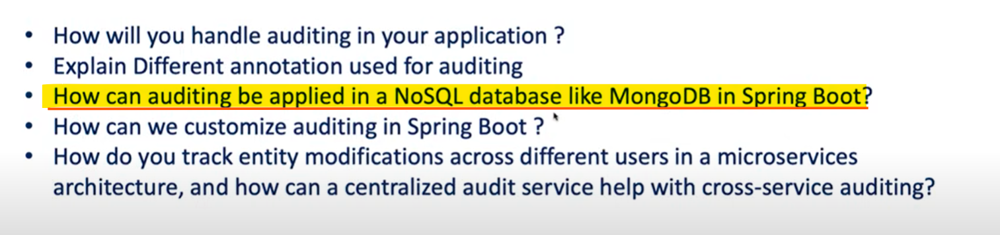 • How will you handle auditing in your application ?
• Explain Different annotation used for auditing
• How can auditing be applied in a NoSQL database like MongoDB in Spring Boot?
• How can we customize auditing in Spring Boot ?
• How do you track entity modifications across different users in a microservices
architecture, and how can a centralized audit service help with cross-service auditing?